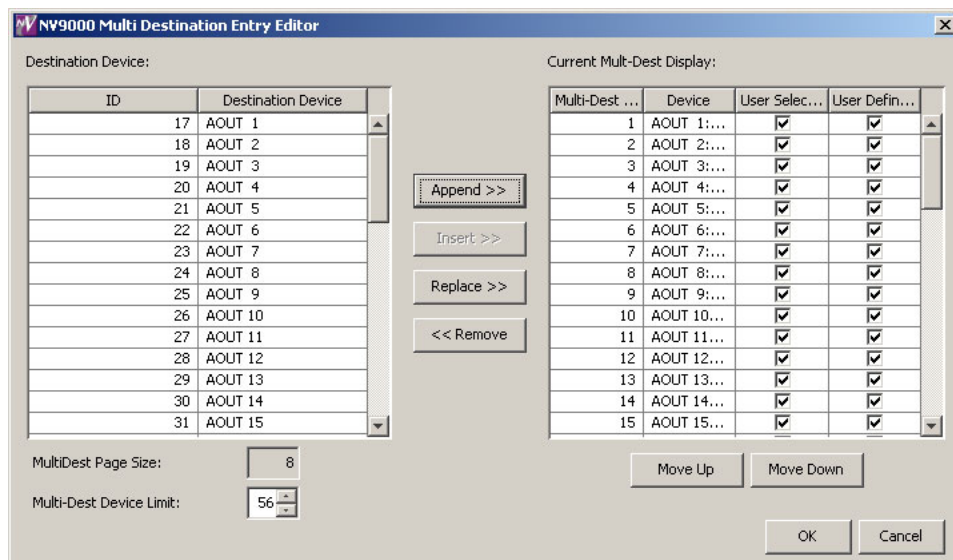 NV9000 Multi Destination Entry Editor
Destination Device:
Current Mult-Dest Display:
ID Destination Device
17 AOUT 1
18 AOUT 2
19 AOUT 3
20 AOUT 4
21 AOUT 5
22 AOUT 6
23 AOUT 7
24 AOUT 8
25 AOUT 9
26 AOUT 10
27 AOUT 11
28 AOUT 12
29 AOUT 13
30 AOUT 14
31 AOUT 15
Append >>
Insert >>
Replace >>
<< Remove
Multi-Dest ... Device User Selec... User Defin...
1 AOUT 1:...
2 AOUT 2:...
3 AOUT 3:...
4 AOUT 4:...
5 AOUT 5:...
6 AOUT 6:...
7 AOUT 7:...
8 AOUT 8:...
9 AOUT 9:...
10 AOUT 10...
11 AOUT 11...
12 AOUT 12...
13 AOUT 13...
14 AOUT 14...
15 AOUT 15...
MultiDest Page Size: 8
Multi-Dest Device Limit: 56
Move Up Move Down
OK Cancel